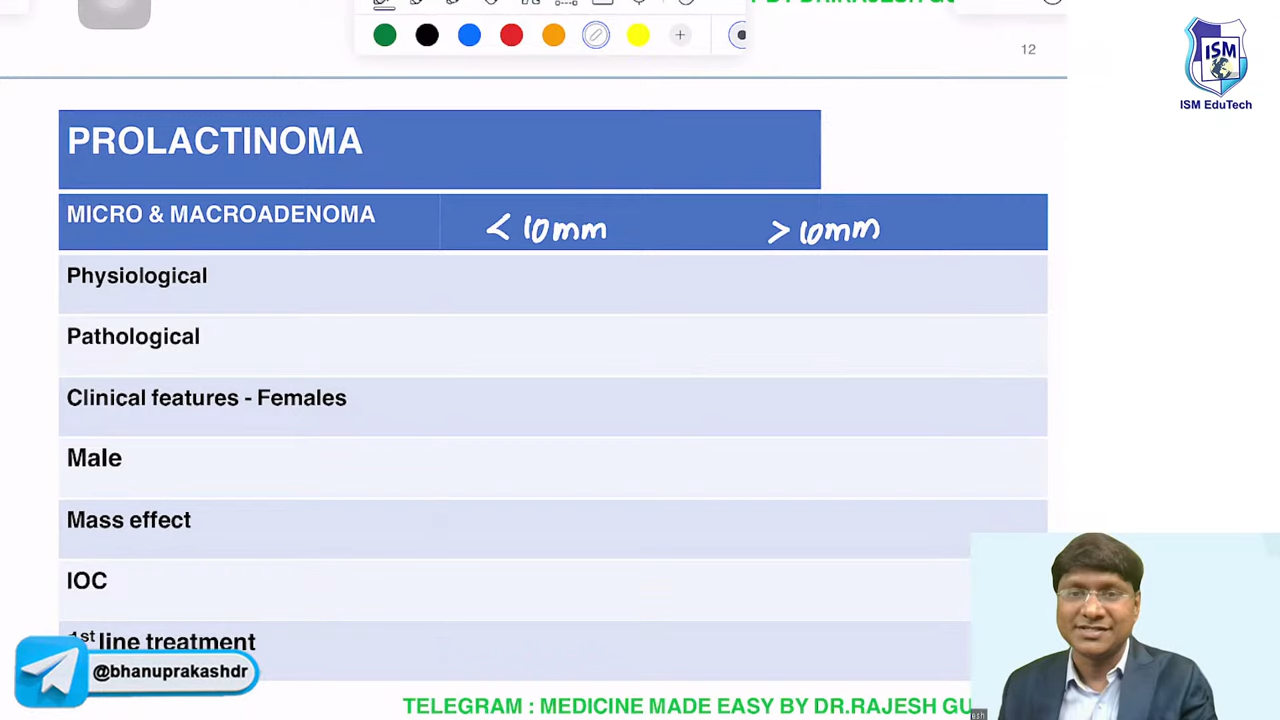 12
ISM
ISM EduTech
PROLACTINOMA
MICRO & MACROADENOMA < 10mm > 10mm
Physiological
Pathological
Clinical features - Females
Male
Mass effect
IOC
1st line treatment
@bhanuprakashdr
TELEGRAM : MEDICINE MADE EASY BY DR.RAJESH GU